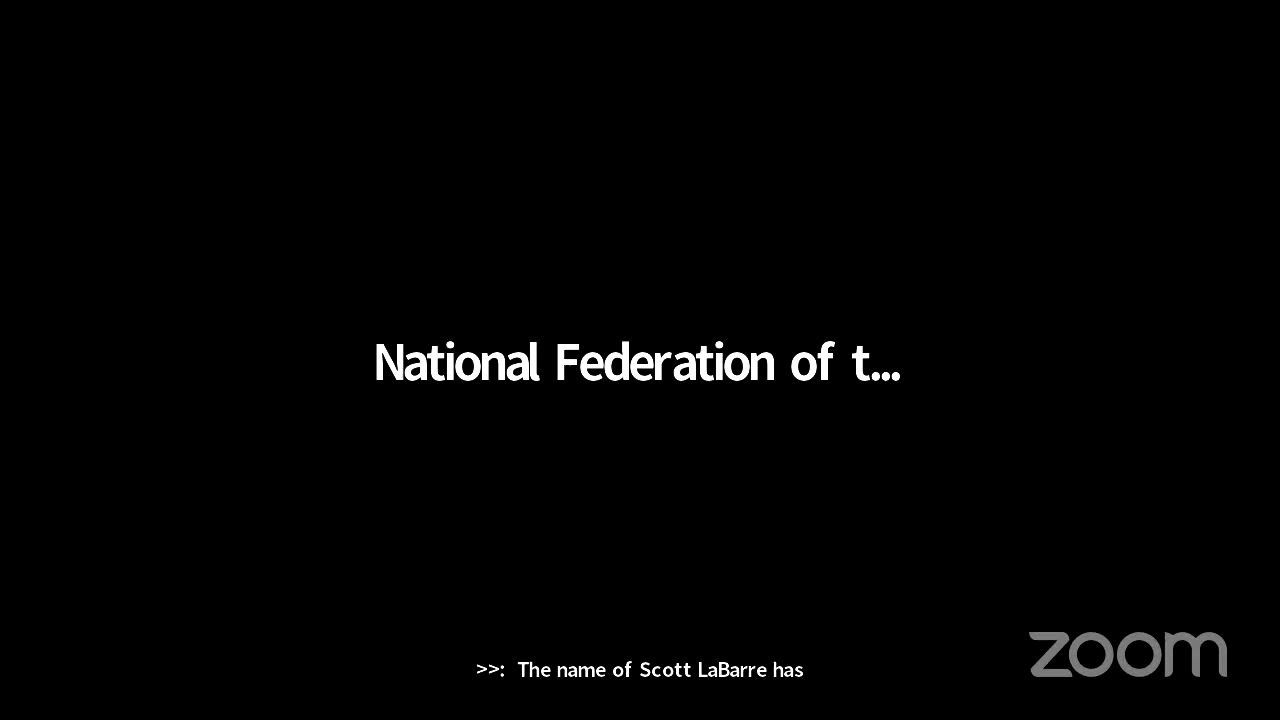 National Federation of t...
>>: The name of Scott LaBarre has
zoom